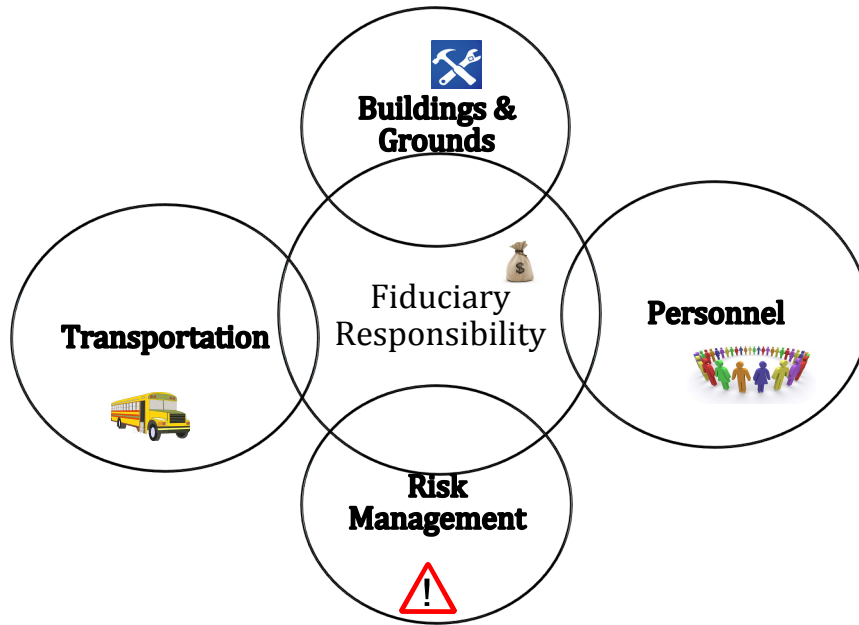 Buildings &
Grounds
$
Fiduciary
Responsibility
Transportation
Personnel
Risk
Management
!